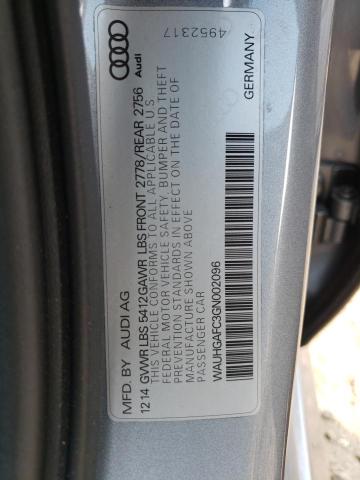 MFD. BY AUDI AG
12 14 GVWR LBS 5412 GAWR LBS FRONT 2778/REAR 2756
THIS VEHICLE CONFORMS TO ALL APPLICABLE U.S.
FEDERAL MOTOR VEHICLE SAFETY, BUMPER AND THEFT
STANDARDS IN EFFECT ON THE DATE OF
MANUFACTURE SHOWN ABOVE
PASSENGER CAR
WAUHGAFC3GN002096
GERMANY
Audi
4952317